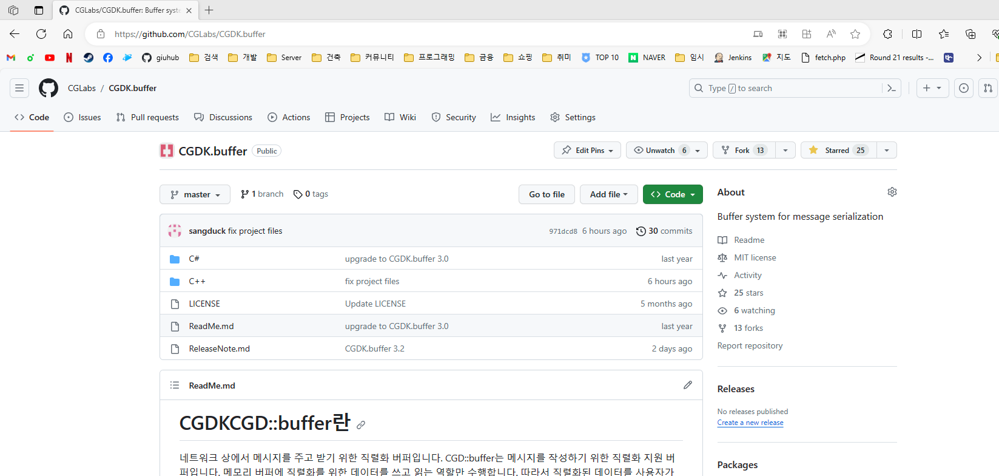 CGLabs/CGDK.buffer: Buffer syste
https://github.com/CGLabs/CGDK.buffer
giuhub 검색 개발 Server 건축 커뮤니티 프로그래밍 금융 쇼핑 취미 TOP 10 NAVER 임시 Jenkins 지도 fetch.php Round 21 results -...
CGLabs / CGDK.buffer
Type / to search
Code Issues Pull requests Discussions Actions Projects Wiki Security Insights Settings
CGDK.buffer Public
Edit Pins Unwatch 6 Fork 13 Starred 25
master 1 branch 0 tags Go to file Add file Code
sangduck fix project files 971dcd8 6 hours ago 30 commits
C# upgrade to CGDK.buffer 3.0 last year
C++ fix project files 6 hours ago
LICENSE Update LICENSE 5 months ago
ReadMe.md upgrade to CGDK.buffer 3.0 last year
ReleaseNote.md CGDK.buffer 3.2 2 days ago
ReadMe.md
CGDKCGD::buffer란
네트워크 상에서 메시지를 주고 받기 위한 직렬화 버퍼입니다. CGD::buffer는 메시지를 작성하기 위한 직렬화 지원 버
퍼입니다. 메모리 버퍼에 직렬화를 위한 데이터를 쓰고 읽는 역할만 수행합니다. 따라서 직렬화된 데이터를 사용자가
About
Buffer system for message serialization
Readme
MIT license
Activity
25 stars
6 watching
13 forks
Report repository
Releases
No releases published
Create a new release
Packages